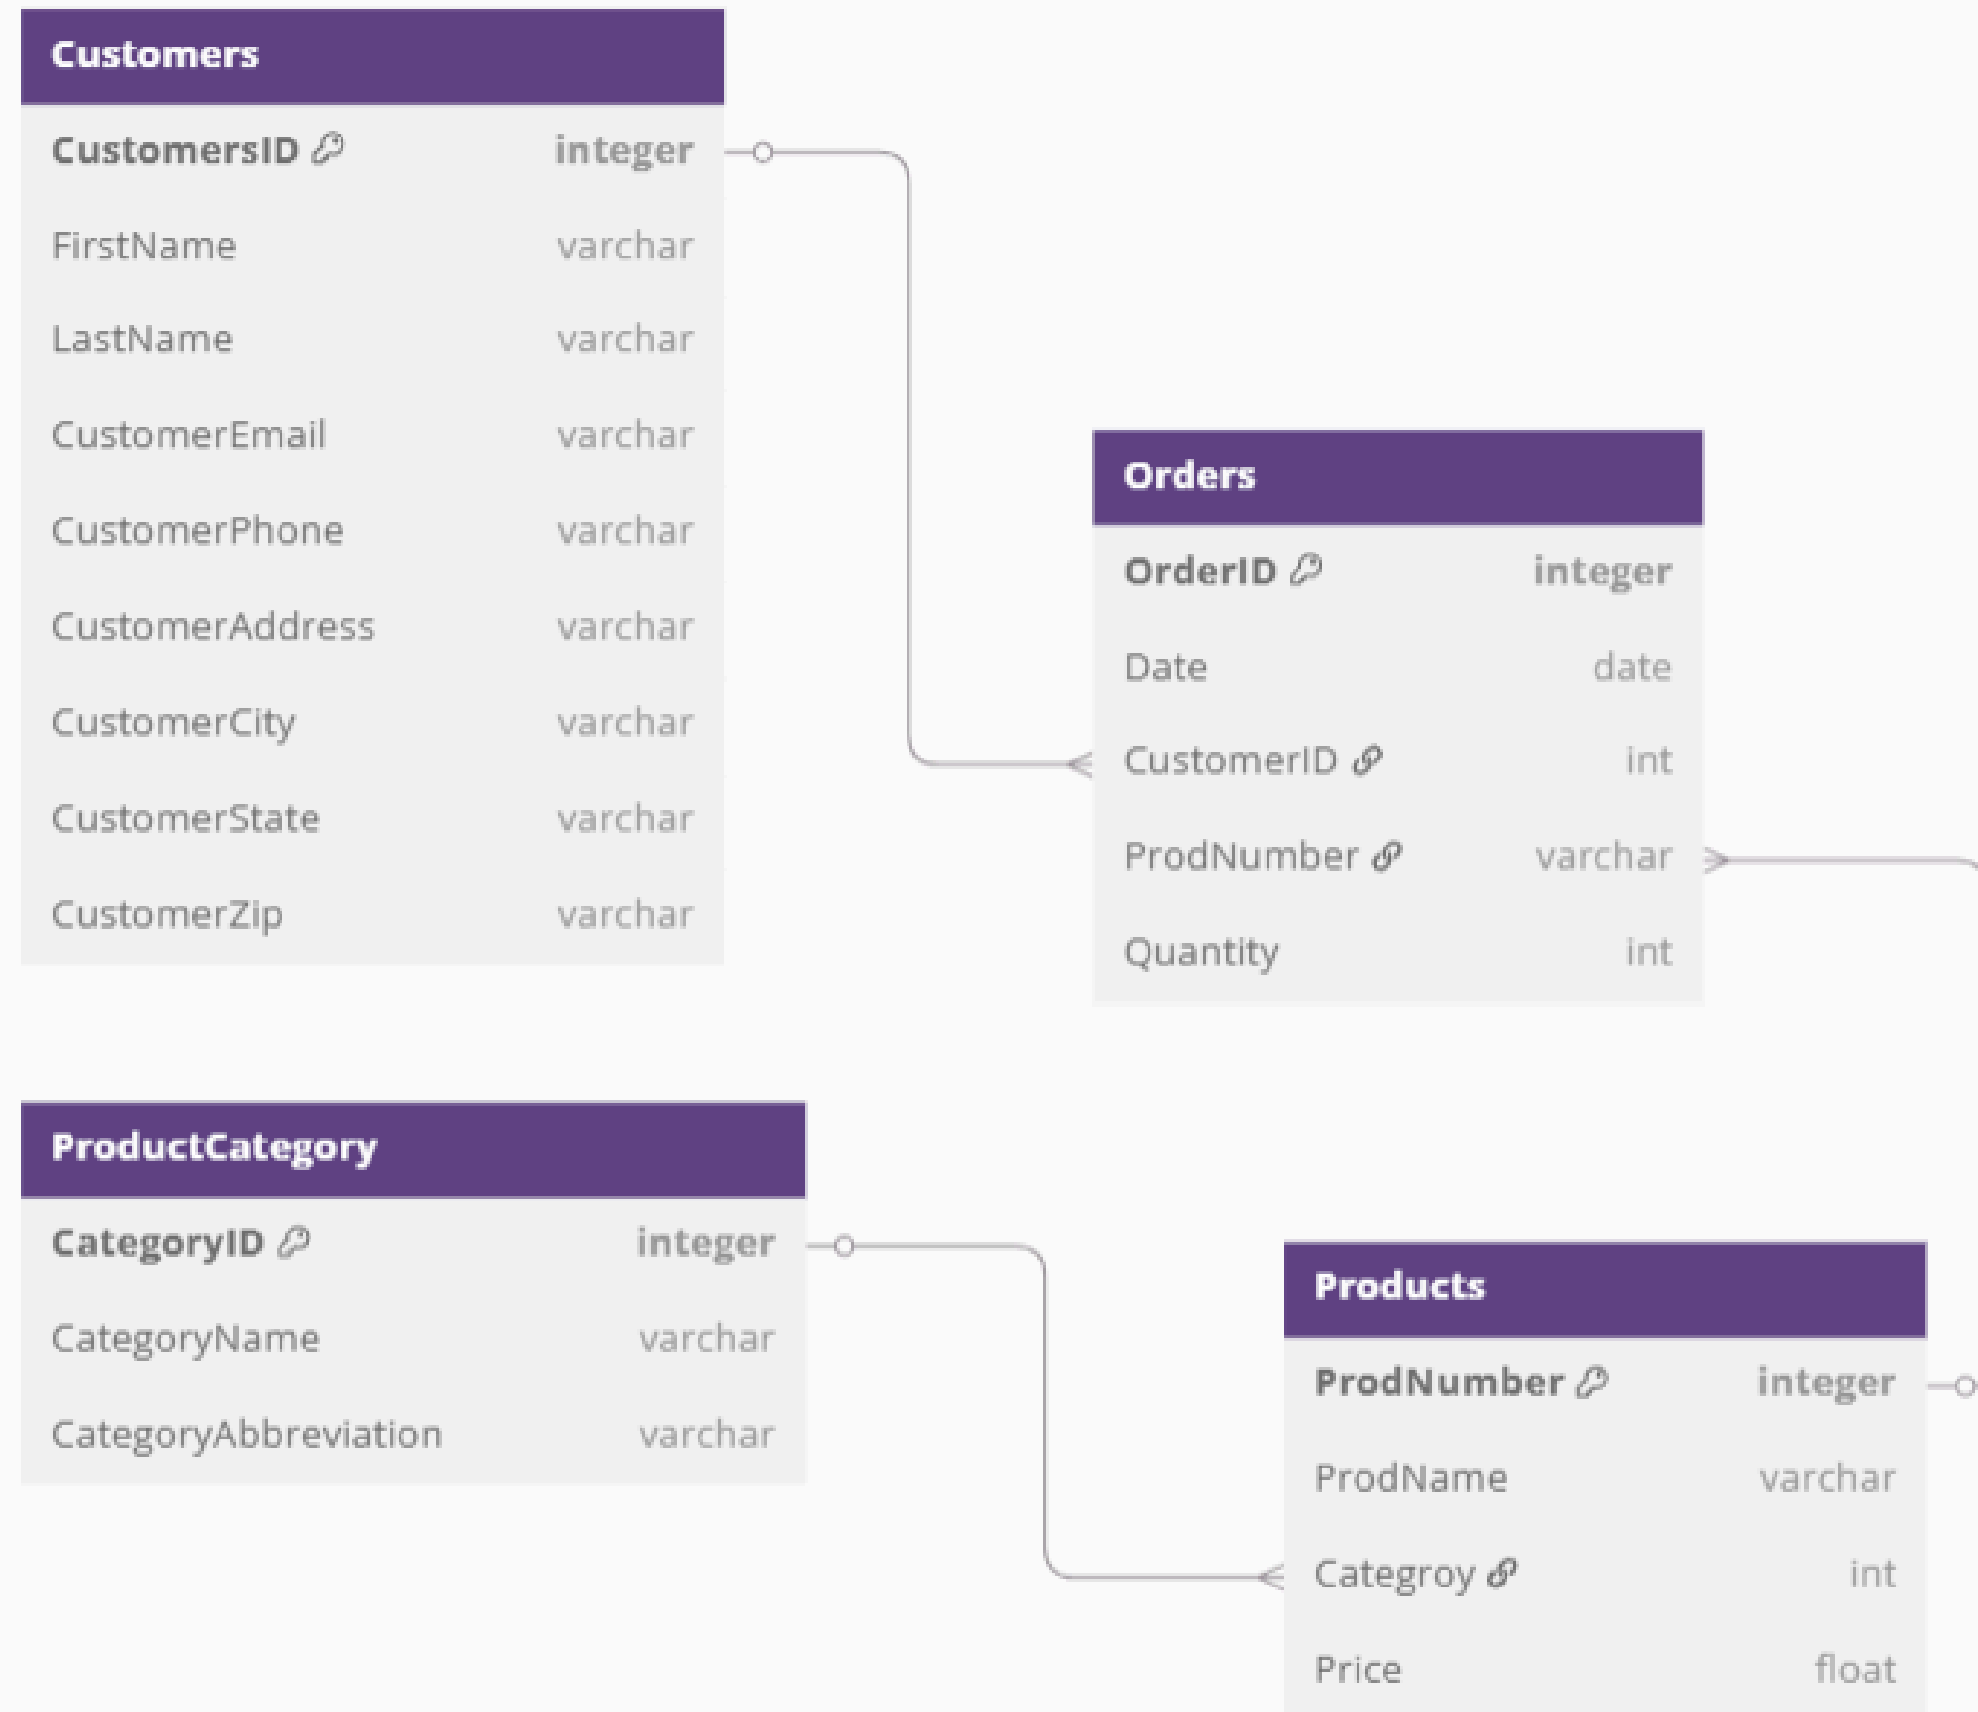 Customers
CustomersID integer
FirstName varchar
LastName varchar
CustomerEmail varchar
CustomerPhone varchar
CustomerAddress varchar
CustomerCity varchar
CustomerState varchar
CustomerZip varchar
Orders
OrderID integer
Date date
CustomerID int
ProdNumber varchar
Quantity int
ProductCategory
CategoryID integer
CategoryName varchar
CategoryAbbreviation varchar
Products
ProdNumber integer
ProdName varchar
Categroy int
Price float